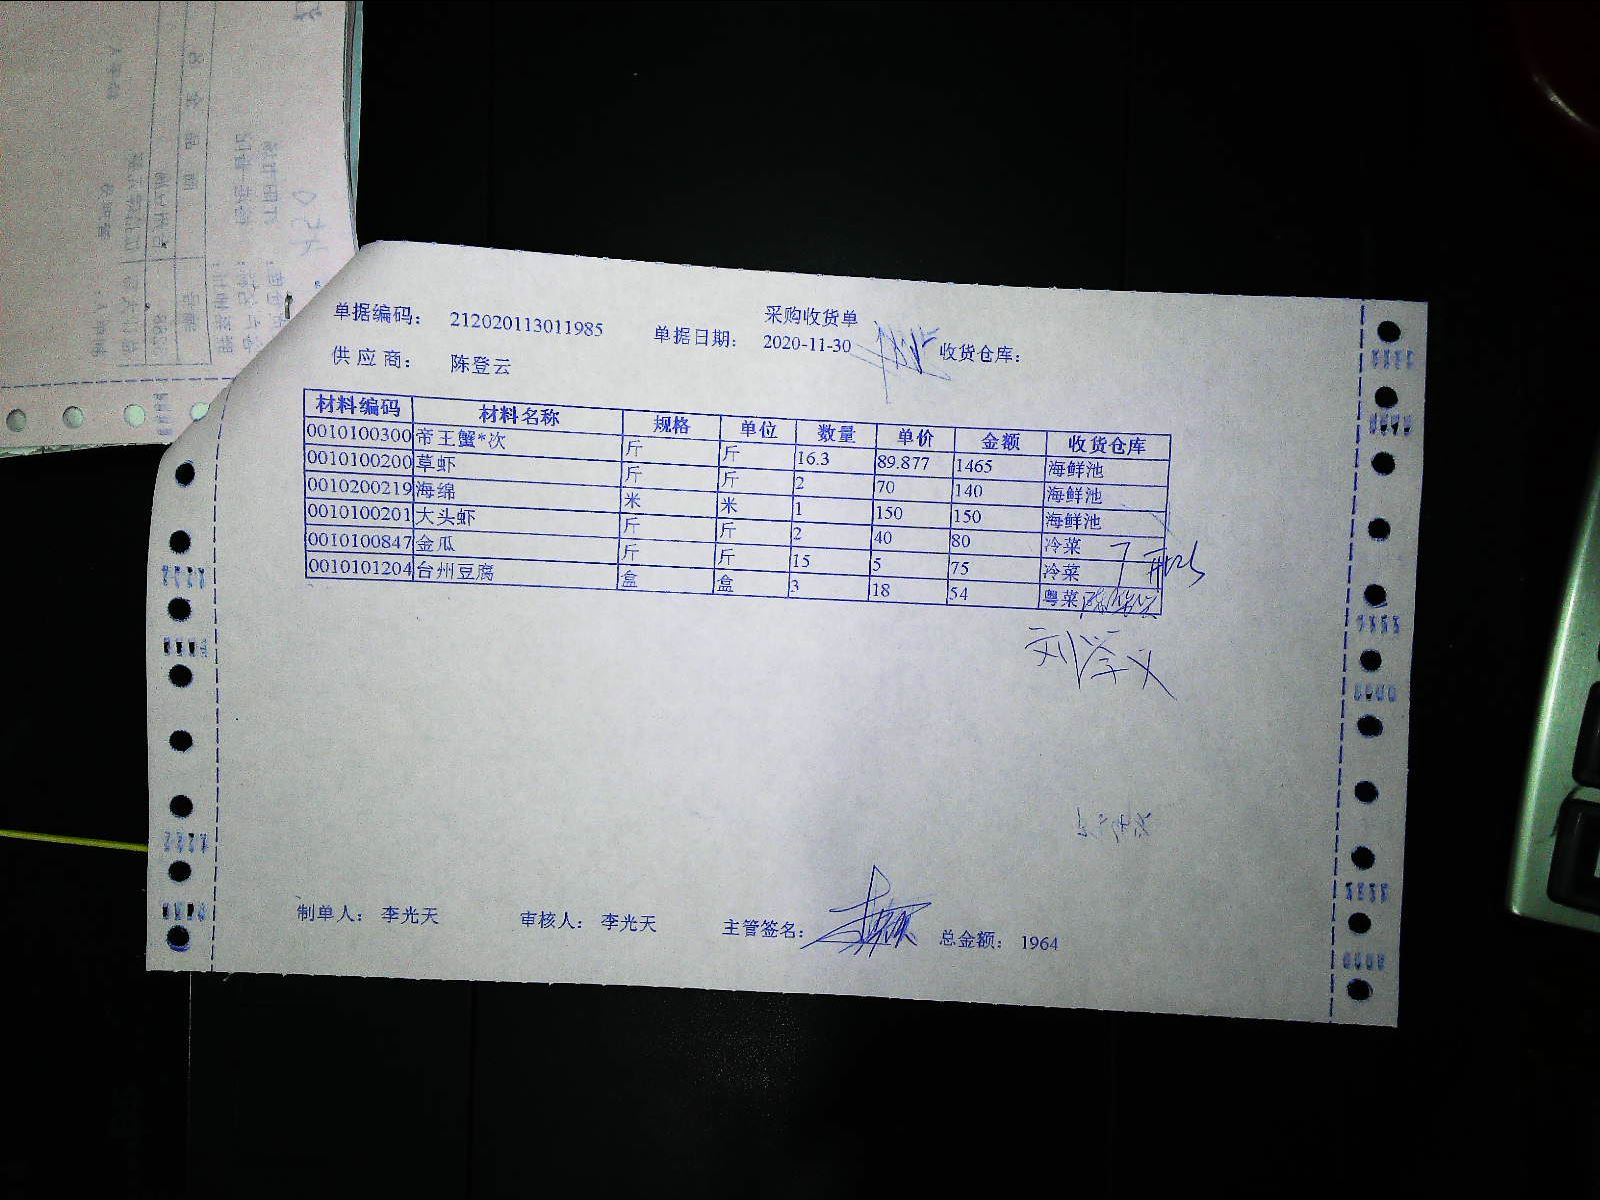 采购收货单
单据编码： 212020113011985 单据日期： 2020-11-30 收货仓库：
供应商： 陈登云
材料编码 材料名称 规格 单位 数量 单价 金额 收货仓库
0010100300 帝王蟹*次 斤 斤 16.3 89.877 1465 海鲜池
0010100200 草虾 斤 斤 2 70 140 海鲜池
0010200219 海绵 米 米 1 150 150 海鲜池
0010100201 大头虾 斤 斤 2 40 80 冷菜
0010100847 金瓜 斤 斤 15 5 75 冷菜
0010101204 台州豆腐 盒 盒 3 18 54 粤菜
制单人： 李光天 审核人： 李光天 主管签名： 总金额： 1964